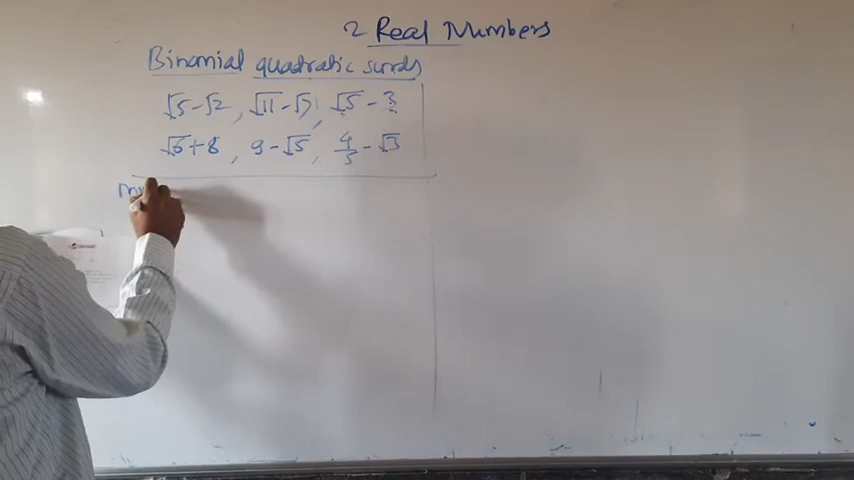 2 Real Numbers
Binomial quadratic surds
√5-√2, √11-√7, √5-3
√6+8, 9-√5, 4/5-√3